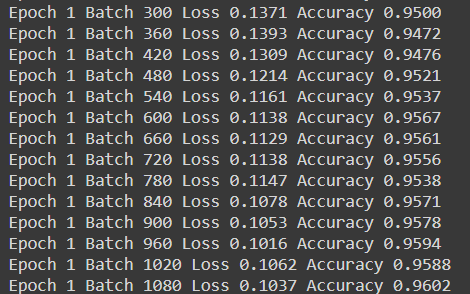 Epoch 1 Batch 300 Loss 0.1371 Accuracy 0.9500
Epoch 1 Batch 360 Loss 0.1393 Accuracy 0.9472
Epoch 1 Batch 420 Loss 0.1309 Accuracy 0.9476
Epoch 1 Batch 480 Loss 0.1214 Accuracy 0.9521
Epoch 1 Batch 540 Loss 0.1161 Accuracy 0.9537
Epoch 1 Batch 600 Loss 0.1138 Accuracy 0.9567
Epoch 1 Batch 660 Loss 0.1129 Accuracy 0.9561
Epoch 1 Batch 720 Loss 0.1138 Accuracy 0.9556
Epoch 1 Batch 780 Loss 0.1147 Accuracy 0.9538
Epoch 1 Batch 840 Loss 0.1078 Accuracy 0.9571
Epoch 1 Batch 900 Loss 0.1053 Accuracy 0.9578
Epoch 1 Batch 960 Loss 0.1016 Accuracy 0.9594
Epoch 1 Batch 1020 Loss 0.1062 Accuracy 0.9588
Epoch 1 Batch 1080 Loss 0.1037 Accuracy 0.9602